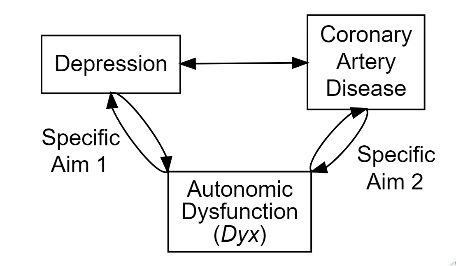 Depression
Coronary
Artery
Disease
Specific
Aim 1
Specific
Aim 2
Autonomic
Dysfunction
(Dyx)